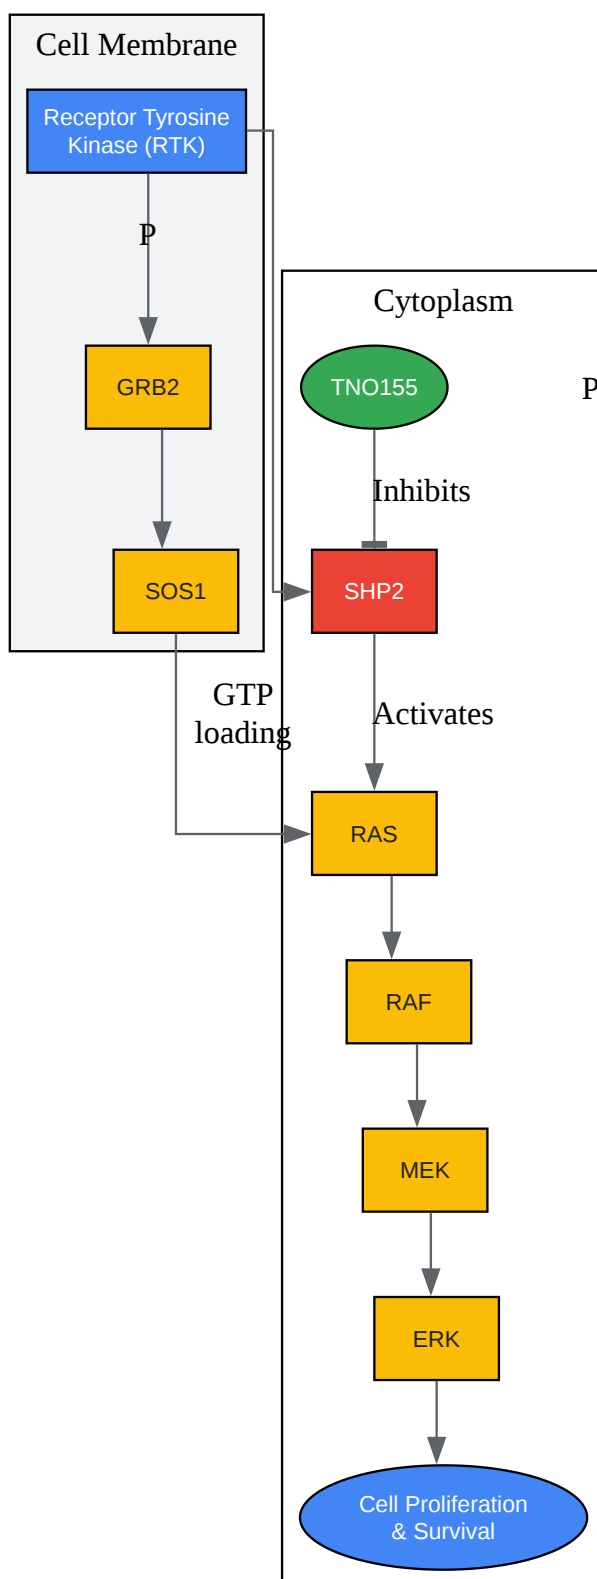 Cell Membrane
Receptor Tyrosine
Kinase (RTK)
P
GRB2
SOS1
Cytoplasm
TNO155
P
Inhibits
SHP2
GTP
loading
Activates
RAS
RAF
MEK
ERK
Cell Proliferation
& Survival